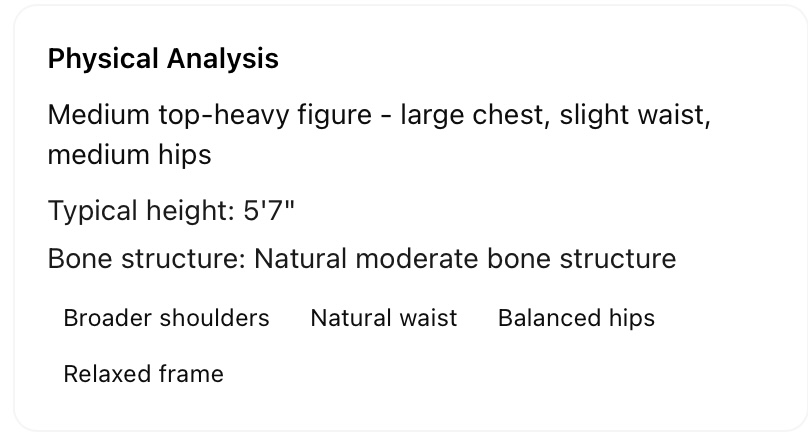 Physical Analysis
Medium top-heavy figure - large chest, slight waist,
medium hips
Typical height: 5'7"
Bone structure: Natural moderate bone structure
Broader shoulders Natural waist Balanced hips
Relaxed frame